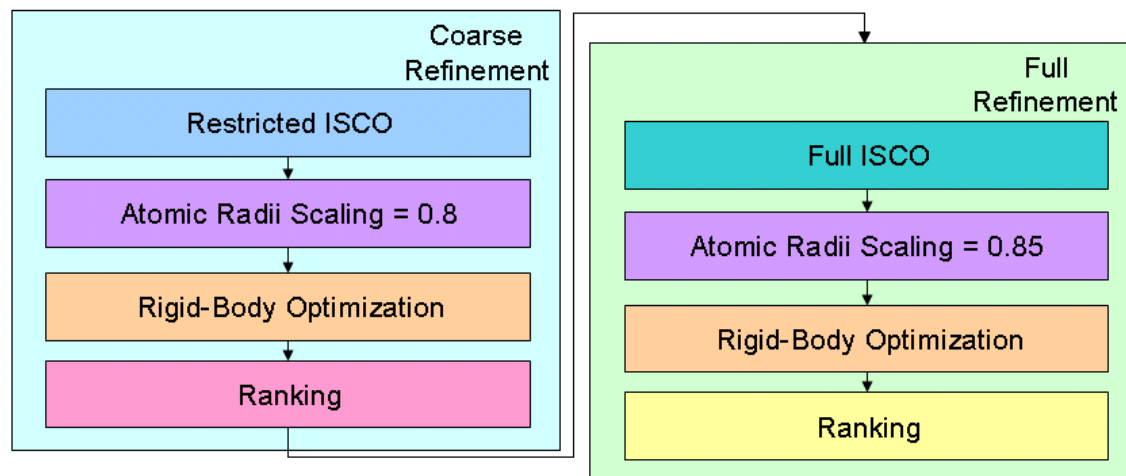 Coarse
Refinement
Restricted ISCO
Atomic Radii Scaling = 0.8
Rigid-Body Optimization
Ranking
Full
Refinement
Full ISCO
Atomic Radii Scaling = 0.85
Rigid-Body Optimization
Ranking